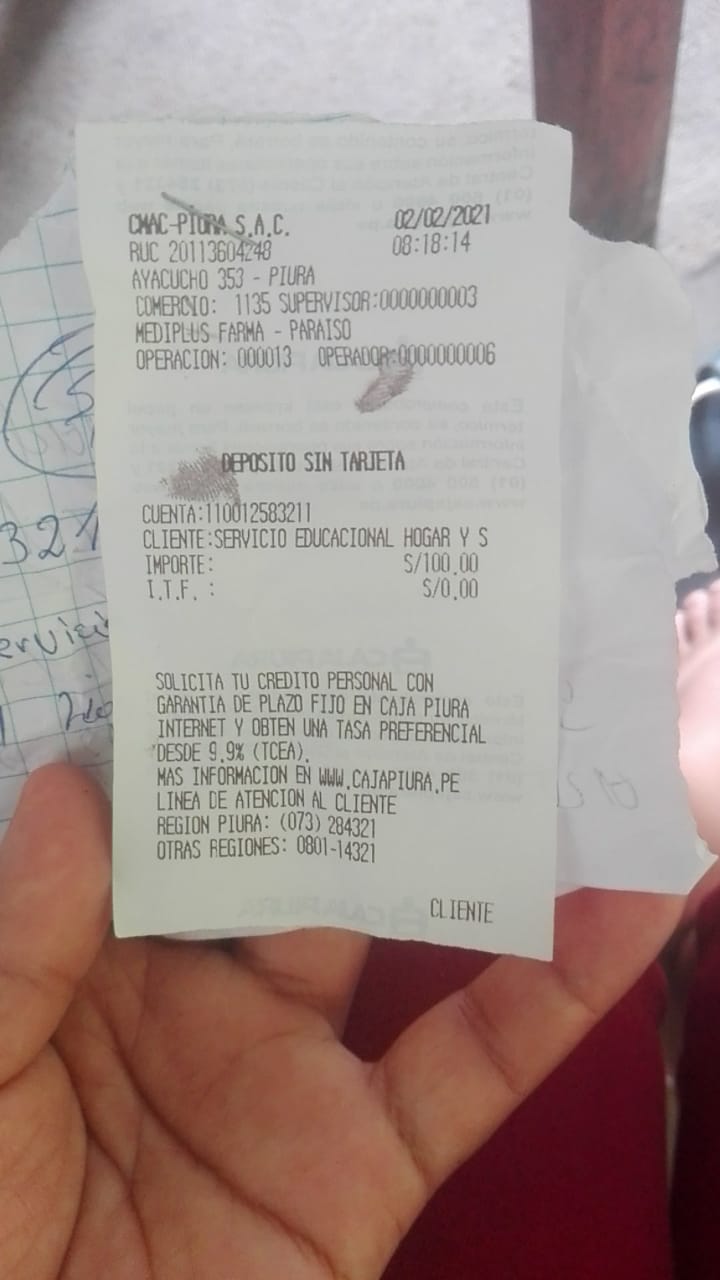 CMAC-PIURA S.A.C. 02/02/2021
RUC 20113604248 08:18:14
AYACUCHO 353 - PIURA
COMERCIO: 1135 SUPERVISOR:0000000003
MEDIPLUS FARMA - PARAISO
OPERACION: 000013 OPERADOR:0000000006
DEPOSITO SIN TARJETA
CUENTA:110012583211
CLIENTE:SERVICIO EDUCACIONAL HOGAR Y S
IMPORTE: S/100.00
I.T.F. : S/0.00
SOLICITA TU CREDITO PERSONAL CON
GARANTIA DE PLAZO FIJO EN CAJA PIURA
INTERNET Y OBTEN UNA TASA PREFERENCIAL
DESDE 9.9% (TCEA).
MAS INFORMACION EN WWW.CAJAPIURA.PE
LINEA DE ATENCION AL CLIENTE
REGION PIURA: (073) 284321
OTRAS REGIONES: 0801-14321
CLIENTE